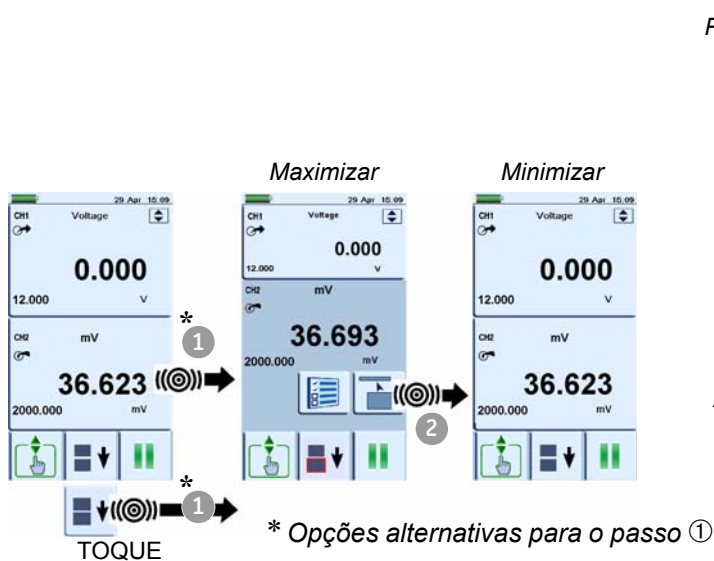 Maximizar
Minimizar
29 Apr 15:09
CH1 Voltage
0.000
12.000 V
CH2 mV
36.623
2000.000 mV
* 1
29 Apr 15:09
CH1 Voltage
0.000
12.000 V
CH2 mV
36.693
2000.000 mV
2
29 Apr 15:09
CH1 Voltage
0.000
12.000 V
CH2 mV
36.623
2000.000 mV
* 1
TOQUE
* Opções alternativas para o passo ①